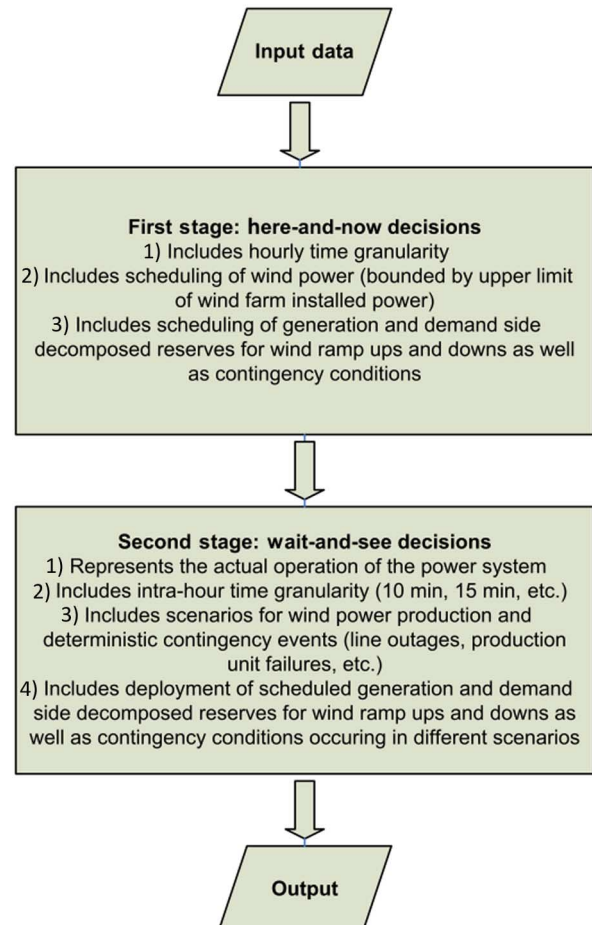 Input data
First stage: here-and-now decisions
1) Includes hourly time granularity
2) Includes scheduling of wind power (bounded by upper limit
of wind farm installed power)
3) Includes scheduling of generation and demand side
decomposed reserves for wind ramp ups and downs as well
as contingency conditions
Second stage: wait-and-see decisions
1) Represents the actual operation of the power system
2) Includes intra-hour time granularity (10 min, 15 min, etc.)
3) Includes scenarios for wind power production and
deterministic contingency events (line outages, production
unit failures, etc.)
4) Includes deployment of scheduled generation and demand
side decomposed reserves for wind ramp ups and downs as
well as contingency conditions occuring in different scenarios
Output